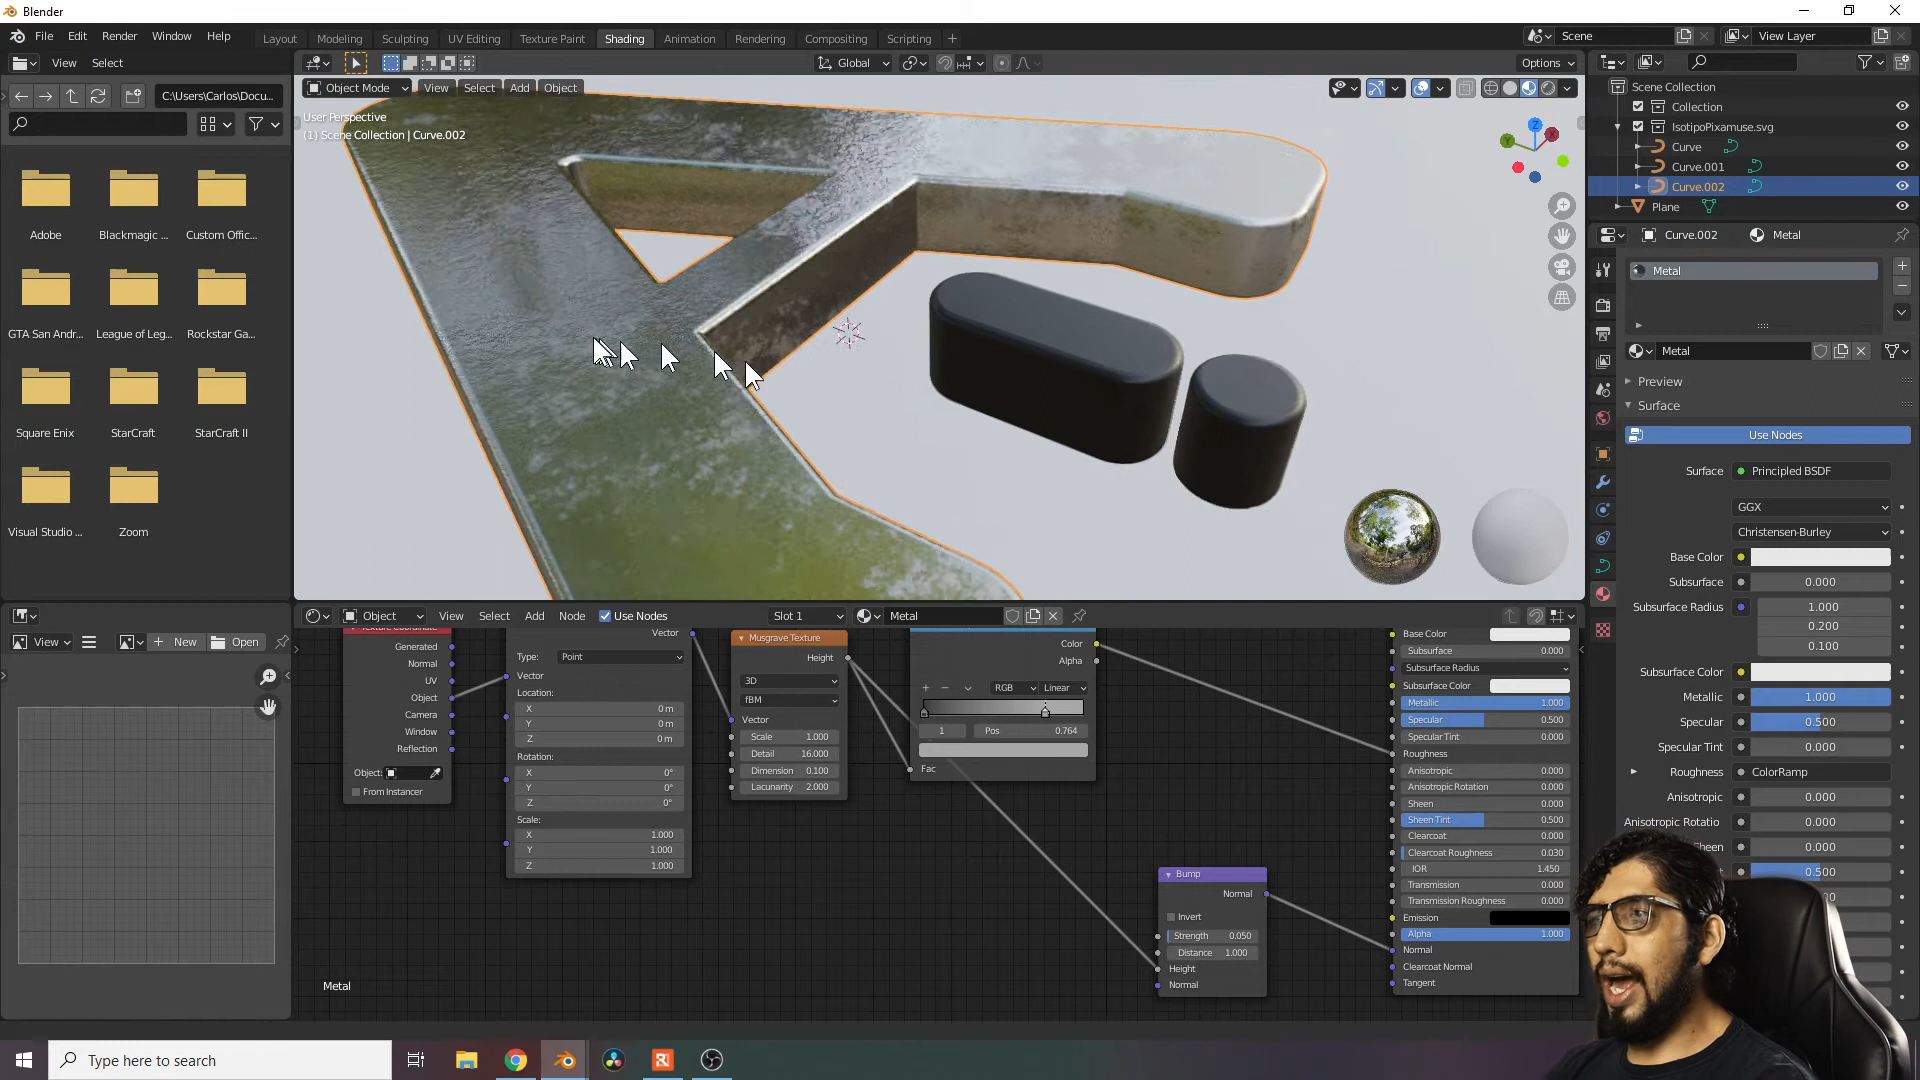 Blender
File Edit Render Window Help
Layout Modeling Sculpting UV Editing Texture Paint Shading Animation Rendering Compositing Scripting
Scene View Layer
View Select
Global Options
C:\Users\Carlos\Docu...
Object Mode View Select Add Object
User Perspective
(1) Scene Collection | Curve.002
Adobe Blackmagic ... Custom Offic...
GTA San Andr... League of Leg... Rockstar Ga...
Square Enix StarCraft StarCraft II
Visual Studio ... Zoom
Z
Y
X
Scene Collection
Collection
IsotipoPixamuse.svg
Curve
Curve.001
Curve.002
Plane
Curve.002 Metal
Metal
Metal
Preview
Surface
Use Nodes
Surface Principled BSDF
GGX
Christensen-Burley
Base Color
Subsurface 0.000
Subsurface Radius 1.000
0.200
0.100
Subsurface Color
Metallic 1.000
Specular 0.500
Specular Tint 0.000
Roughness ColorRamp
Anisotropic 0.000
Anisotropic Rotatio 0.000
Sheen 0.000
0.500
View New Open
Object View Select Add Node Use Nodes Slot 1 Metal
Texture Coordinate
Generated
Normal
UV
Object
Camera
Window
Reflection
Object:
From Instancer
Vector
Type: Point
Vector
Location:
X 0 m
Y 0 m
Z 0 m
Rotation:
X 0°
Y 0°
Z 0°
Scale:
X 1.000
Y 1.000
Z 1.000
Musgrave Texture
Height
3D
fBM
Vector
Scale 1.000
Detail 16.000
Dimension 0.100
Lacunarity 2.000
Color
Alpha
RGB Linear
1 Pos 0.764
Fac
Bump
Normal
Invert
Strength 0.050
Distance 1.000
Height
Normal
Base Color
Subsurface 0.000
Subsurface Radius
Subsurface Color
Metallic 1.000
Specular 0.500
Specular Tint 0.000
Roughness
Anisotropic 0.000
Anisotropic Rotation 0.000
Sheen 0.000
Sheen Tint 0.500
Clearcoat 0.000
Clearcoat Roughness 0.030
IOR 1.450
Transmission 0.000
Transmission Roughness 0.000
Emission
Alpha 1.000
Normal
Clearcoat Normal
Tangent
Metal
Type here to search